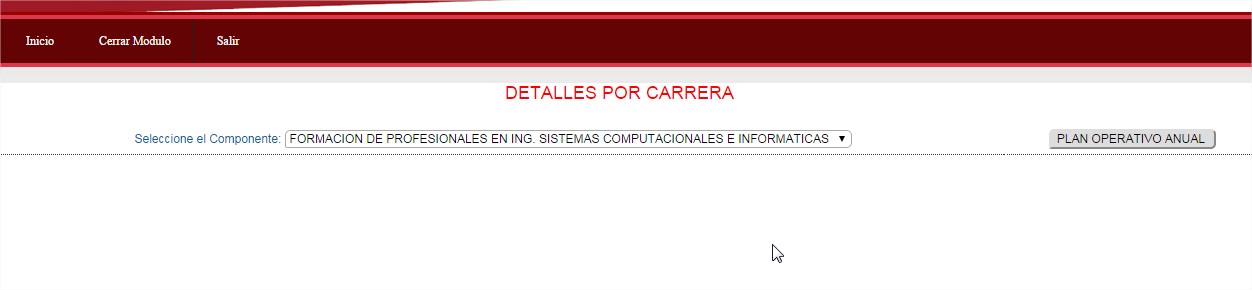 Inicio Cerrar Modulo Salir
DETALLES POR CARRERA
Seleccione el Componente: FORMACION DE PROFESIONALES EN ING. SISTEMAS COMPUTACIONALES E INFORMATICAS PLAN OPERATIVO ANUAL